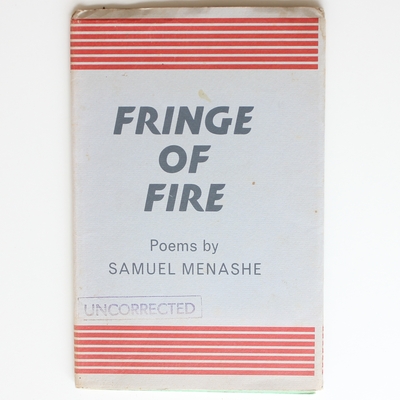 FRINGE
OF
FIRE
Poems by
SAMUEL MENASHE
UNCORRECTED